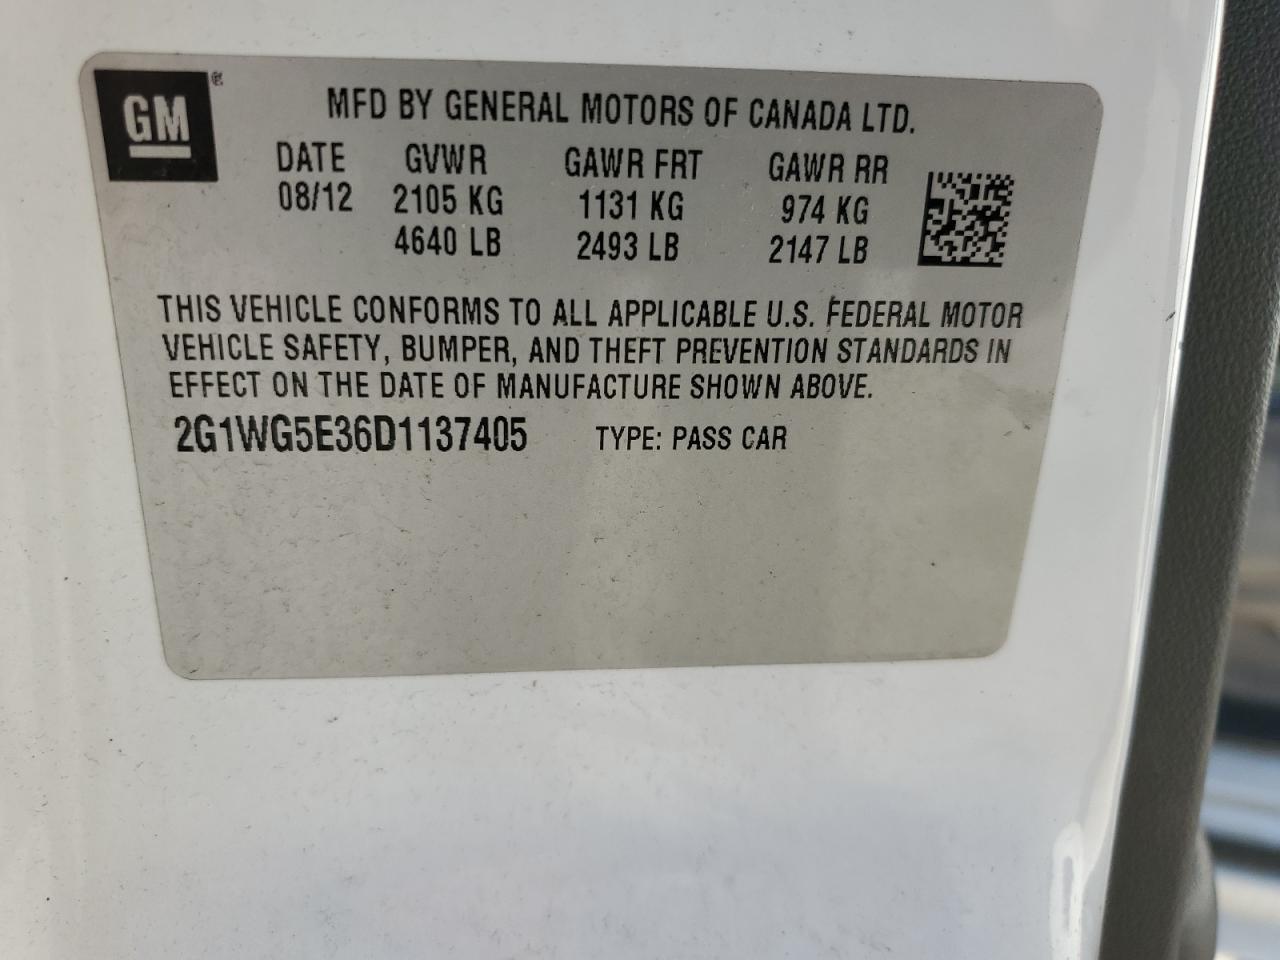 GM®
MFD BY GENERAL MOTORS OF CANADA LTD.
DATE GVWR GAWR FRT GAWR RR
08/12 2105 KG 1131 KG 974 KG
4640 LB 2493 LB 2147 LB
THIS VEHICLE CONFORMS TO ALL APPLICABLE U.S. FEDERAL MOTOR
VEHICLE SAFETY, BUMPER, AND THEFT PREVENTION STANDARDS IN
EFFECT ON THE DATE OF MANUFACTURE SHOWN ABOVE.
2G1WG5E36D1137405 TYPE: PASS CAR